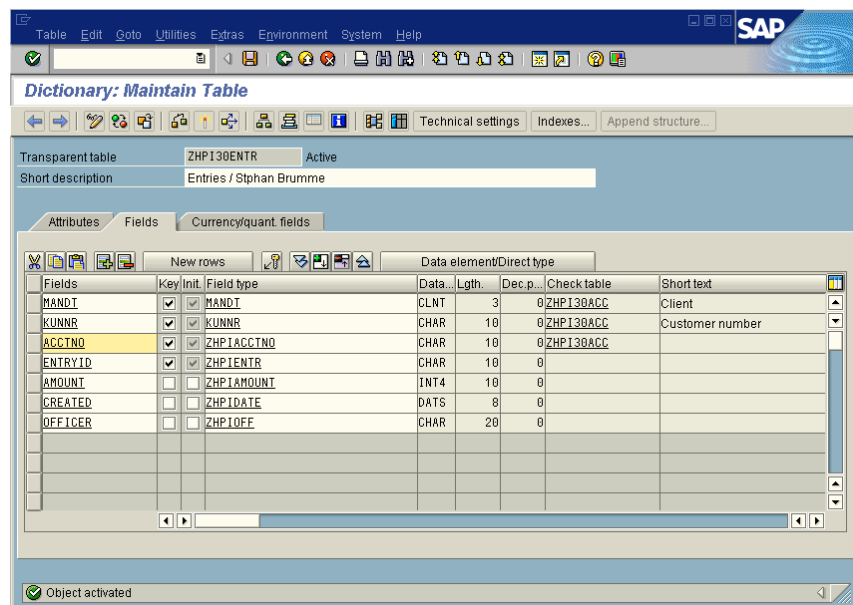 Table Edit Goto Utilities Extras Environment System Help
SAP
Dictionary: Maintain Table
Technical settings Indexes... Append structure...
Transparent table ZHPI30ENTR Active
Short description Entries / Stphan Brumme
Attributes Fields Currency/quant. fields
New rows Data element/Direct type
Fields Key Init. Field type Data... Lgth. Dec.p... Check table Short text
MANDT MANDT CLNT 3 0 ZHPI30ACC Client
KUNNR KUNNR CHAR 10 0 ZHPI30ACC Customer number
ACCTNO ZHPIACCTNO CHAR 10 0 ZHPI30ACC
ENTRYID ZHPIENTR CHAR 10 0
AMOUNT ZHPIAMOUNT INT4 10 0
CREATED ZHPIDATE DATS 8 0
OFFICER ZHPIOFF CHAR 20 0
Object activated